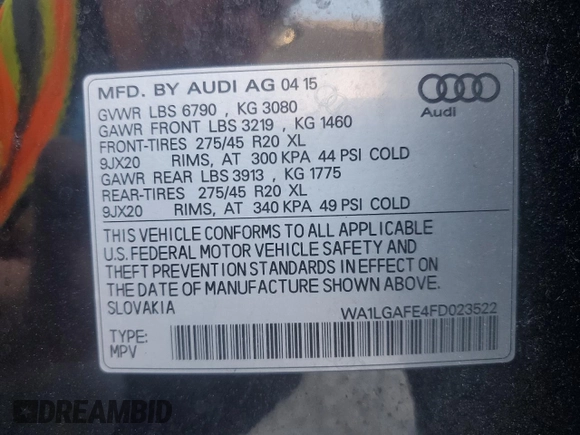 MFD. BY AUDI AG 04 15
GVWR LBS 6790 , KG 3080
GAWR FRONT LBS 3219 , KG 1460
FRONT-TIRES 275/45 R20 XL
9JX20 RIMS, AT 300 KPA 44 PSI COLD
GAWR REAR LBS 3913 , KG 1775
REAR-TIRES 275/45 R20 XL
9JX20 RIMS, AT 340 KPA 49 PSI COLD
Audi
THIS VEHICLE CONFORMS TO ALL APPLICABLE
U.S. FEDERAL MOTOR VEHICLE SAFETY AND
THEFT PREVENTION STANDARDS IN EFFECT ON
THE DATE OF MANUFACTURE SHOWN ABOVE.
SLOVAKIA
WA1LGAFE4FD023522
TYPE:
MPV
DREAMBID